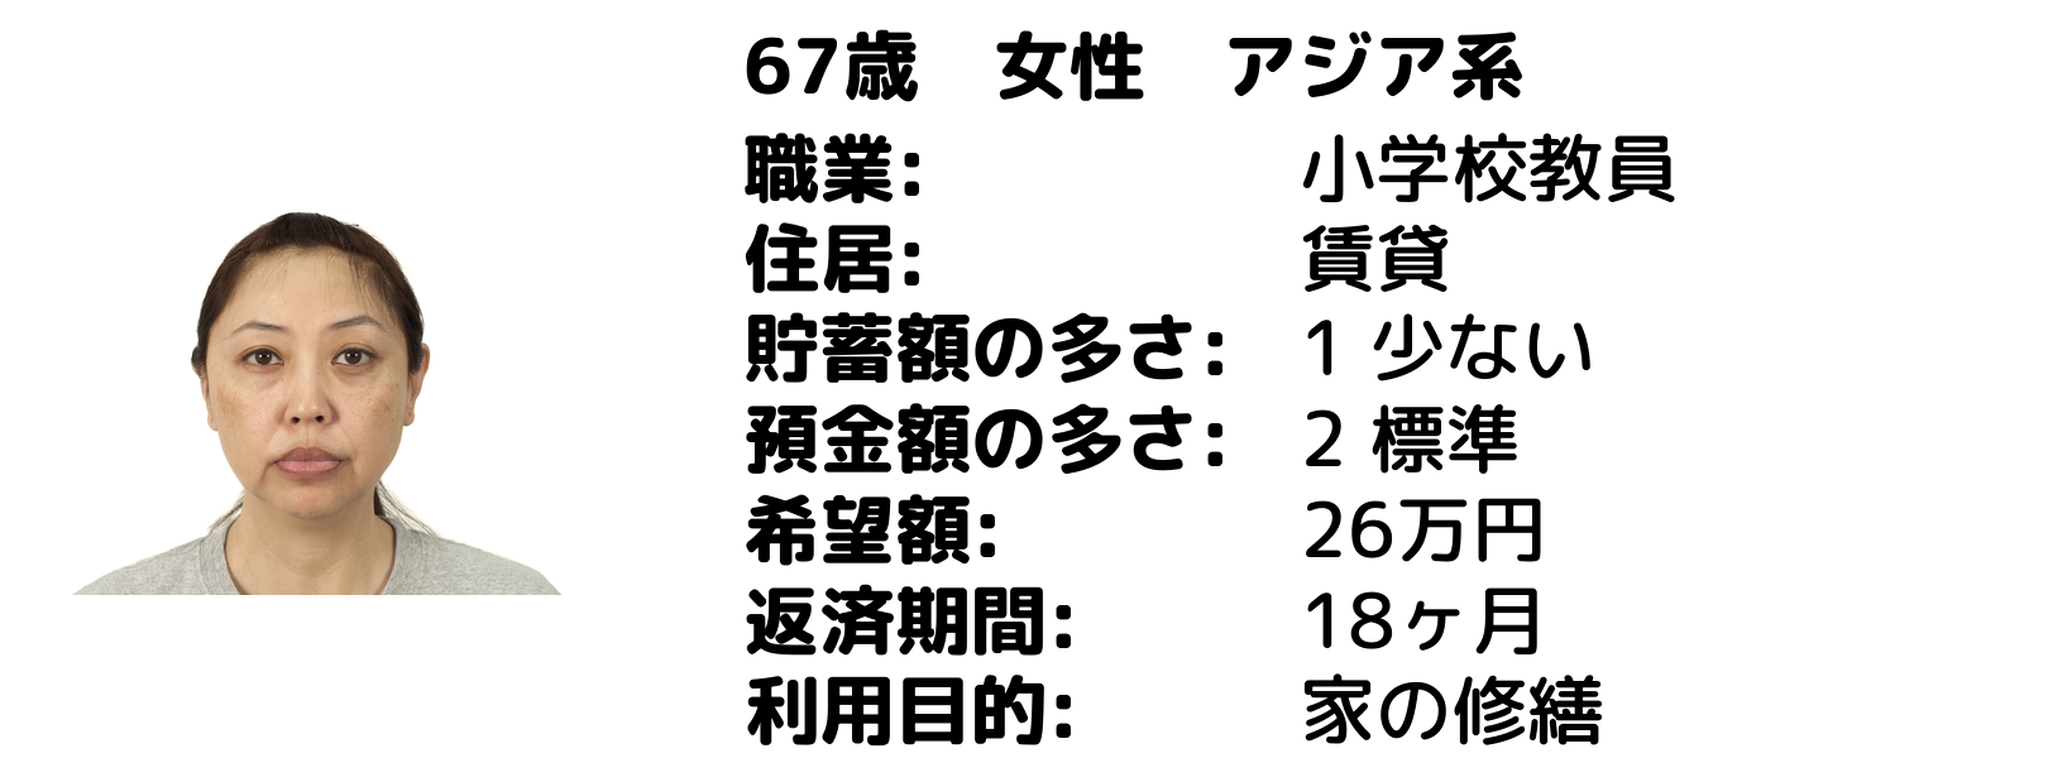 67歳　女性　アジア系
職業: 小学校教員
住居: 賃貸
貯蓄額の多さ: 1 少ない
預金額の多さ: 2 標準
希望額: 26万円
返済期間: 18ヶ月
利用目的: 家の修繕